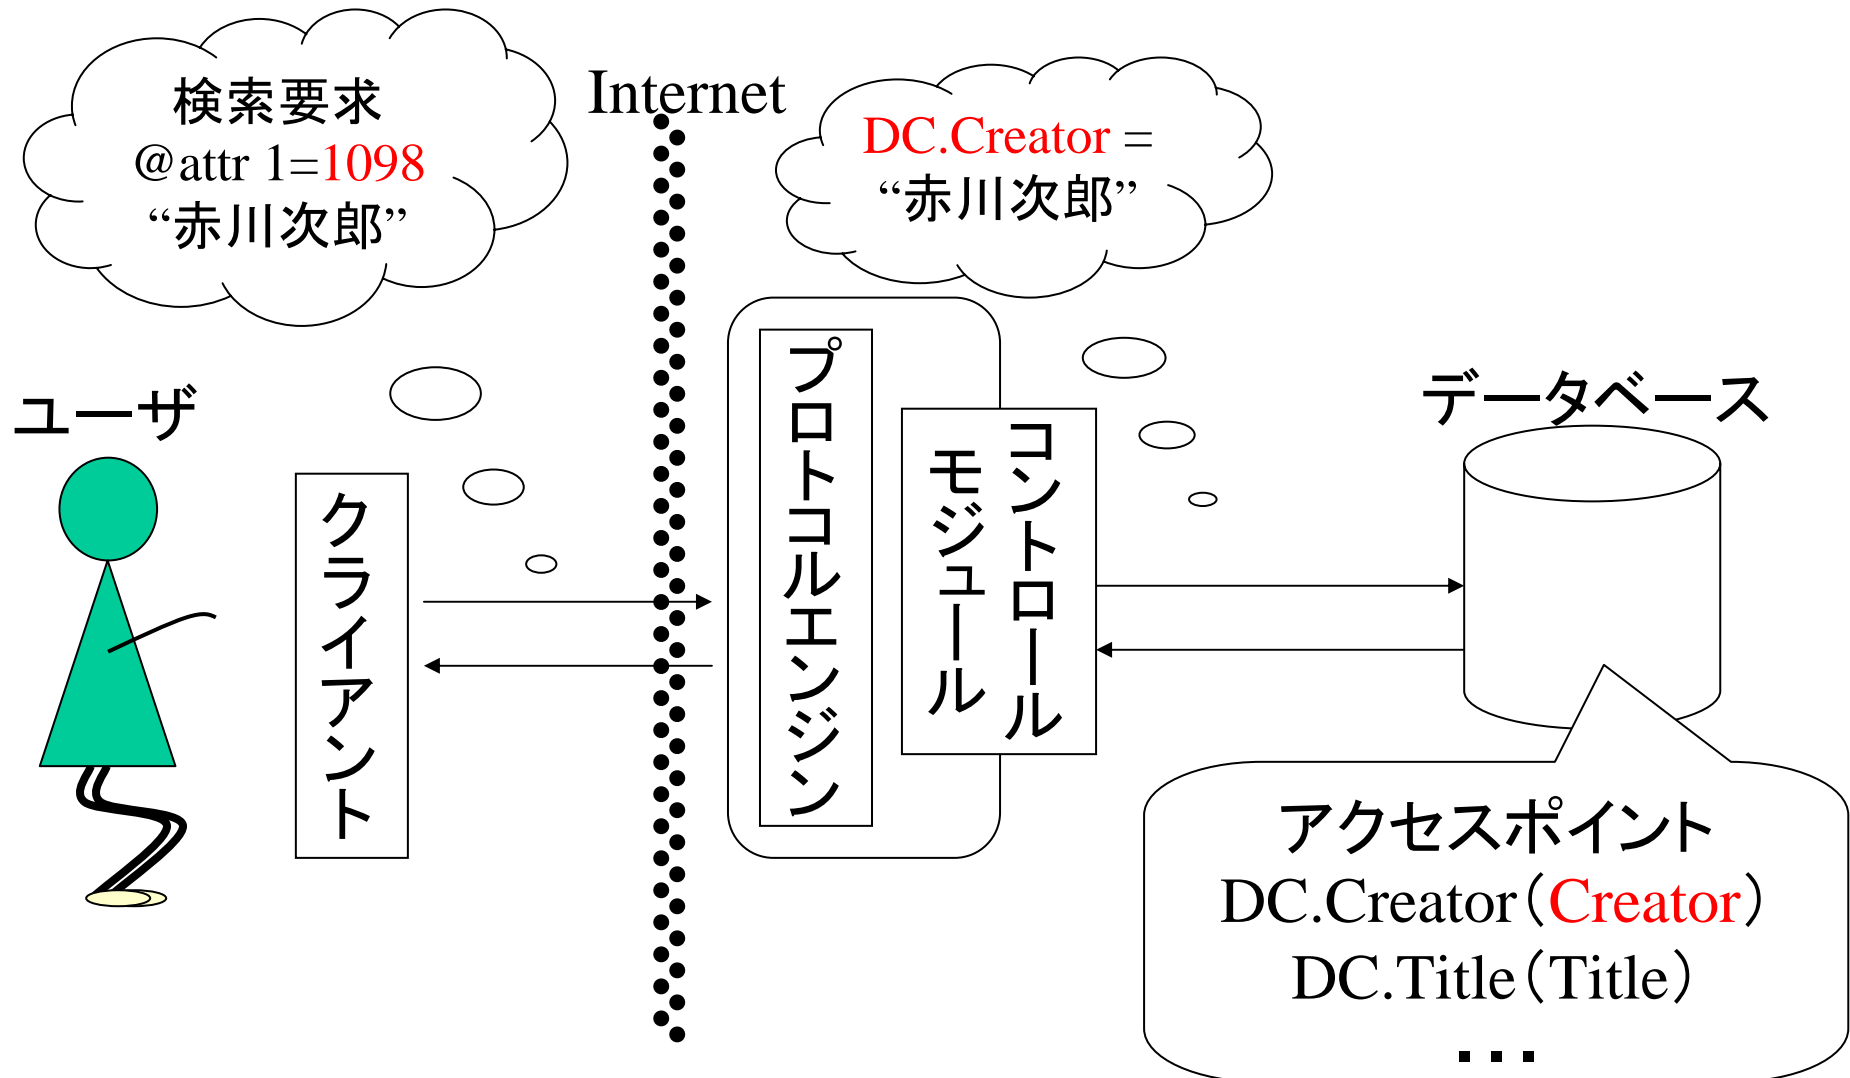 検索要求
@attr 1=1098
“赤川次郎”
Internet
DC.Creator =
“赤川次郎”
ユーザ
クライアント
プロトコルエンジン
コントロール
モジュール
データベース
アクセスポイント
DC.Creator（Creator）
DC.Title（Title）
・・・